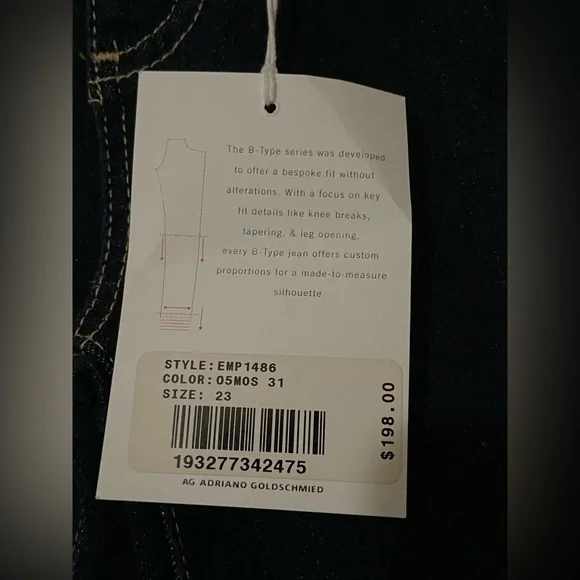 The B-Type series was developed
to offer a bespoke fit without
alterations. With a focus on key
fit details like knee breaks,
tapering, & leg opening,
every B-Type jean offers custom
proportions for a made-to-measure
silhouette.
STYLE:EMP1486
COLOR:05MOS 31
SIZE: 23
$198.00
193277342475
AG ADRIANO GOLDSCHMIED